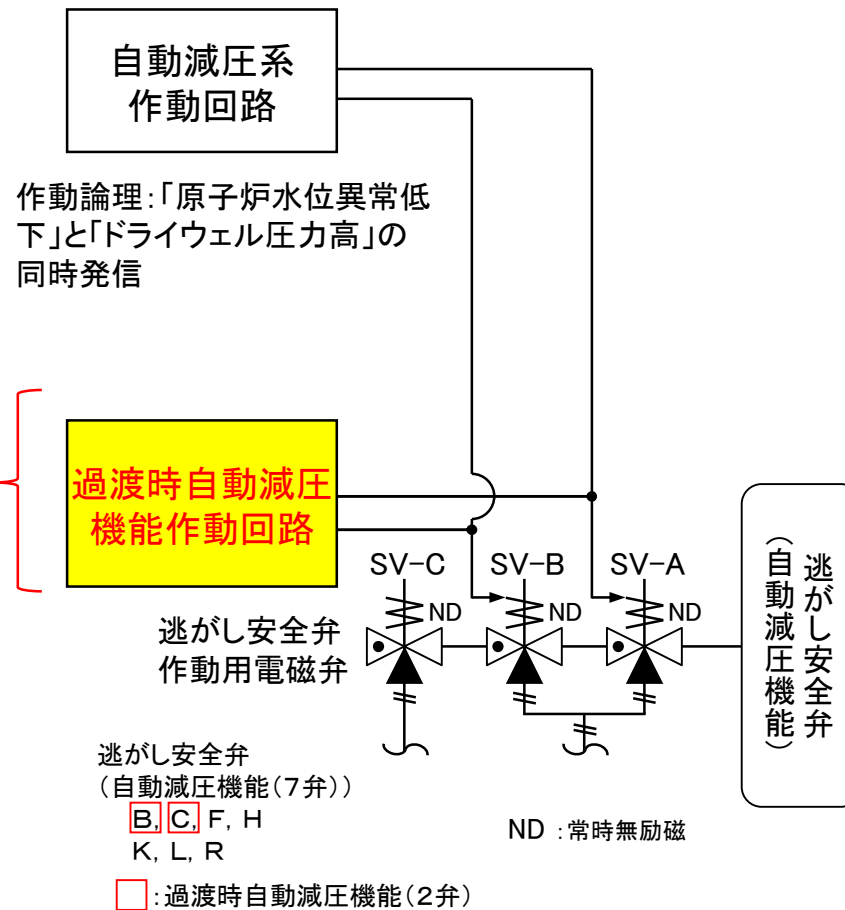 自動減圧系
作動回路
作動論理:「原子炉水位異常低
下」と「ドライウェル圧力高」の
同時発信
過渡時自動減圧
機能作動回路
SV-C
SV-B
SV-A
ND
ND
ND
逃がし安全弁
作動用電磁弁
逃がし安全弁
(自動減圧機能)
逃がし安全弁
(自動減圧機能(7弁))
B, C, F, H
K, L, R
ND :常時無励磁
:過渡時自動減圧機能(2弁)